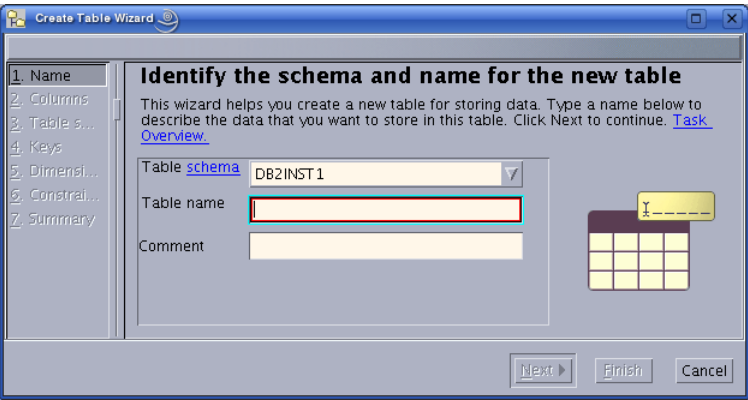 Create Table Wizard
1. Name
2. Columns
3. Table s...
4. Keys
5. Dimensi...
6. Constrai...
7. Summary
Identify the schema and name for the new table
This wizard helps you create a new table for storing data. Type a name below to
describe the data that you want to store in this table. Click Next to continue. Task
Overview.
Table schema
DB2INST1
Table name
Comment
Next
Finish
Cancel